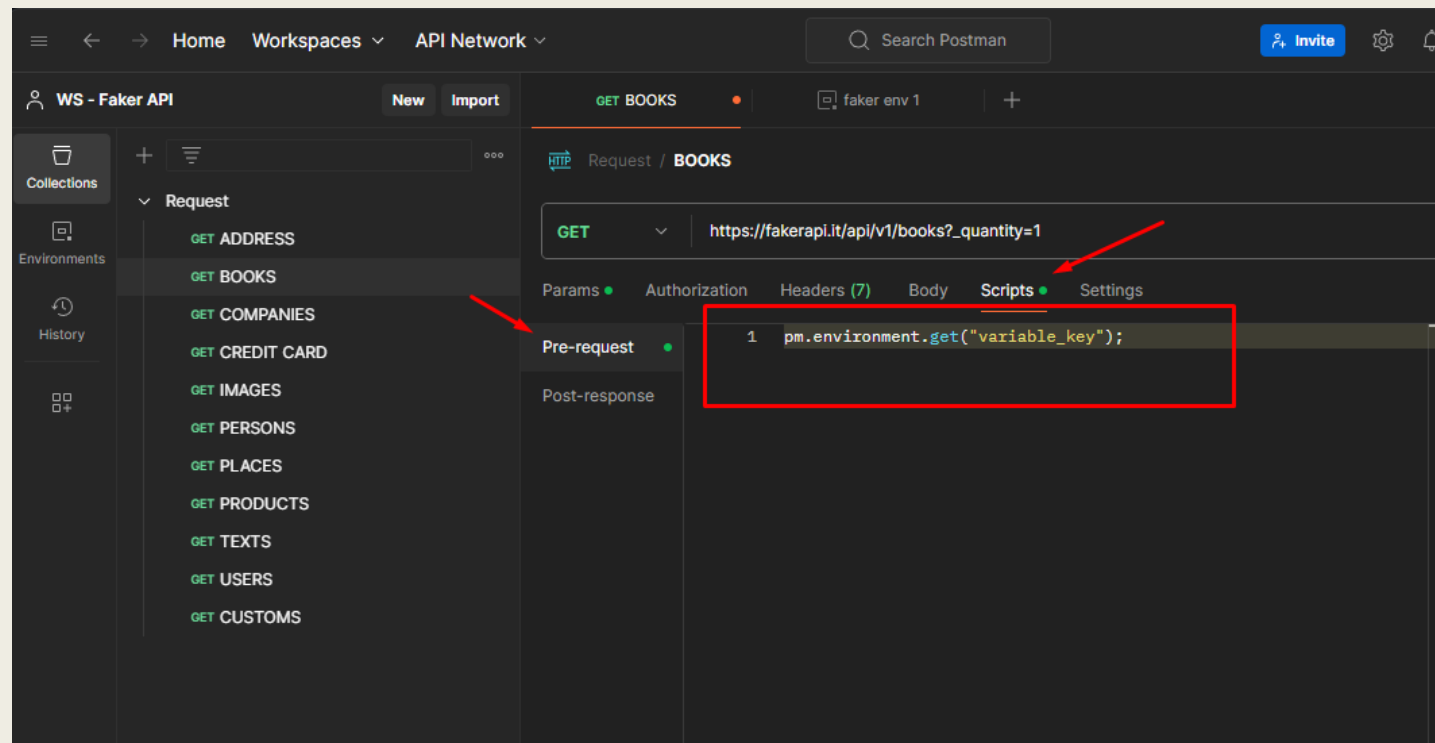 Home Workspaces API Network Search Postman Invite
WS - Faker API New Import GET BOOKS faker env 1
Collections
Environments
History
Request
GET ADDRESS
GET BOOKS
GET COMPANIES
GET CREDIT CARD
GET IMAGES
GET PERSONS
GET PLACES
GET PRODUCTS
GET TEXTS
GET USERS
GET CUSTOMS
HTTP Request / BOOKS
GET https://fakerapi.it/api/v1/books?_quantity=1
Params Authorization Headers (7) Body Scripts Settings
Pre-request
Post-response
1 pm.environment.get("variable_key");